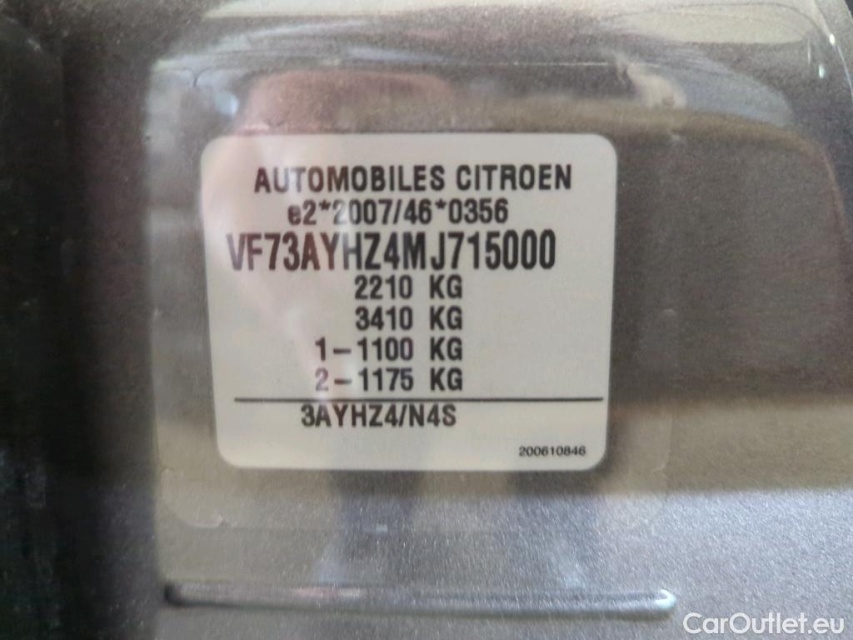 AUTOMOBILES CITROEN
e2*2007/46*0356
VF73AYHZ4MJ715000
2210 KG
3410 KG
1-1100 KG
2-1175 KG
3AYHZ4/N4S
200610846
CarOutlet.eu